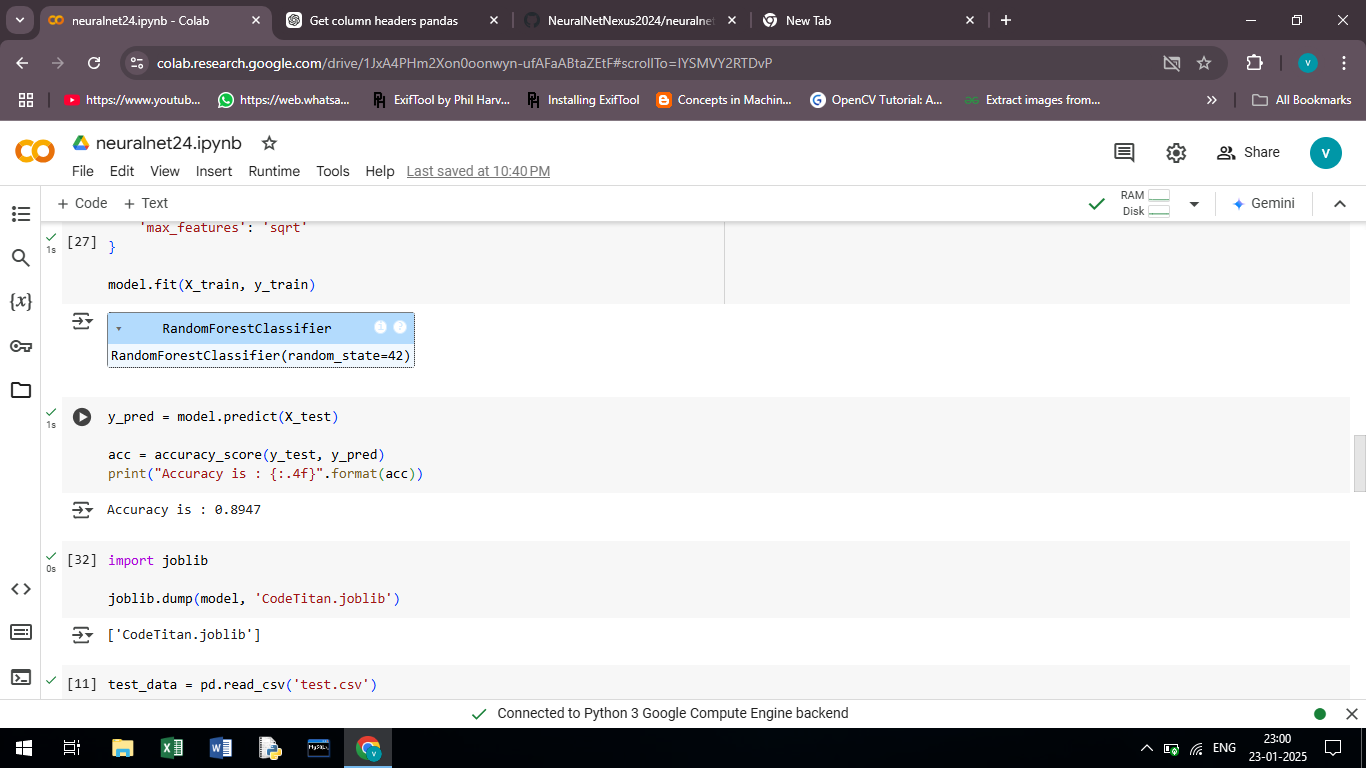 neuralnet24.ipynb - Colab
Get column headers pandas
NeuralNetNexus2024/neuralnet
New Tab
colab.research.google.com/drive/1JxA4PHm2Xon0oonwyn-ufAFaABtaZEtF#scrollTo=IYSMVY2RTDvP
V
https://www.youtub...
https://web.whatsa...
ExifTool by Phil Harv...
Installing ExifTool
Concepts in Machin...
OpenCV Tutorial: A...
Extract images from...
All Bookmarks
neuralnet24.ipynb
File Edit View Insert Runtime Tools Help Last saved at 10:40 PM
Share
V
+ Code + Text
RAM
Disk
Gemini
'max_features': 'sqrt'
[27] }
1s
model.fit(X_train, y_train)
RandomForestClassifier
RandomForestClassifier(random_state=42)
y_pred = model.predict(X_test)
1s
acc = accuracy_score(y_test, y_pred)
print("Accuracy is : {:.4f}".format(acc))
Accuracy is : 0.8947
[32] import joblib
0s
joblib.dump(model, 'CodeTitan.joblib')
['CodeTitan.joblib']
[11] test_data = pd.read_csv('test.csv')
Connected to Python 3 Google Compute Engine backend
ENG
23:00
23-01-2025